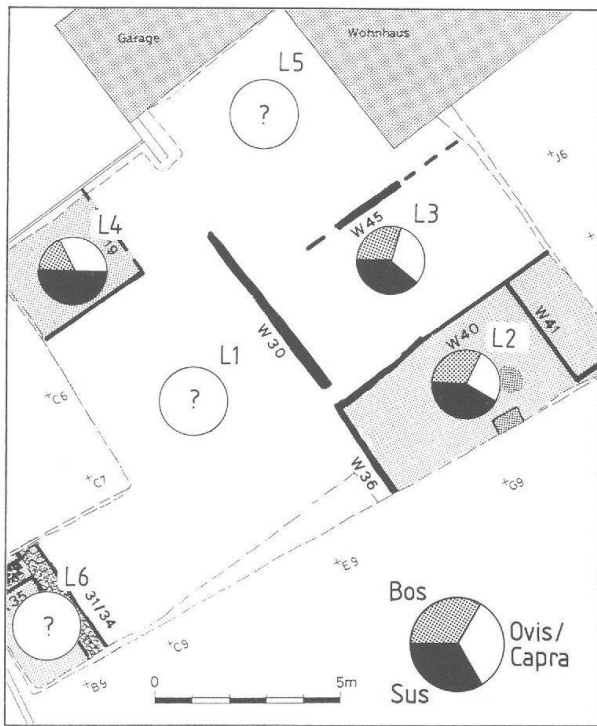 Garage
Wohnhaus
L5
?
+J6
L4
19
W45
L3
W30
L1
?
W40
L2
W41
+C6
+C7
W36
+G9
+E9
L6
35
31/34
?
+C9
+B9
Bos
Ovis/
Capra
Sus
0
5m